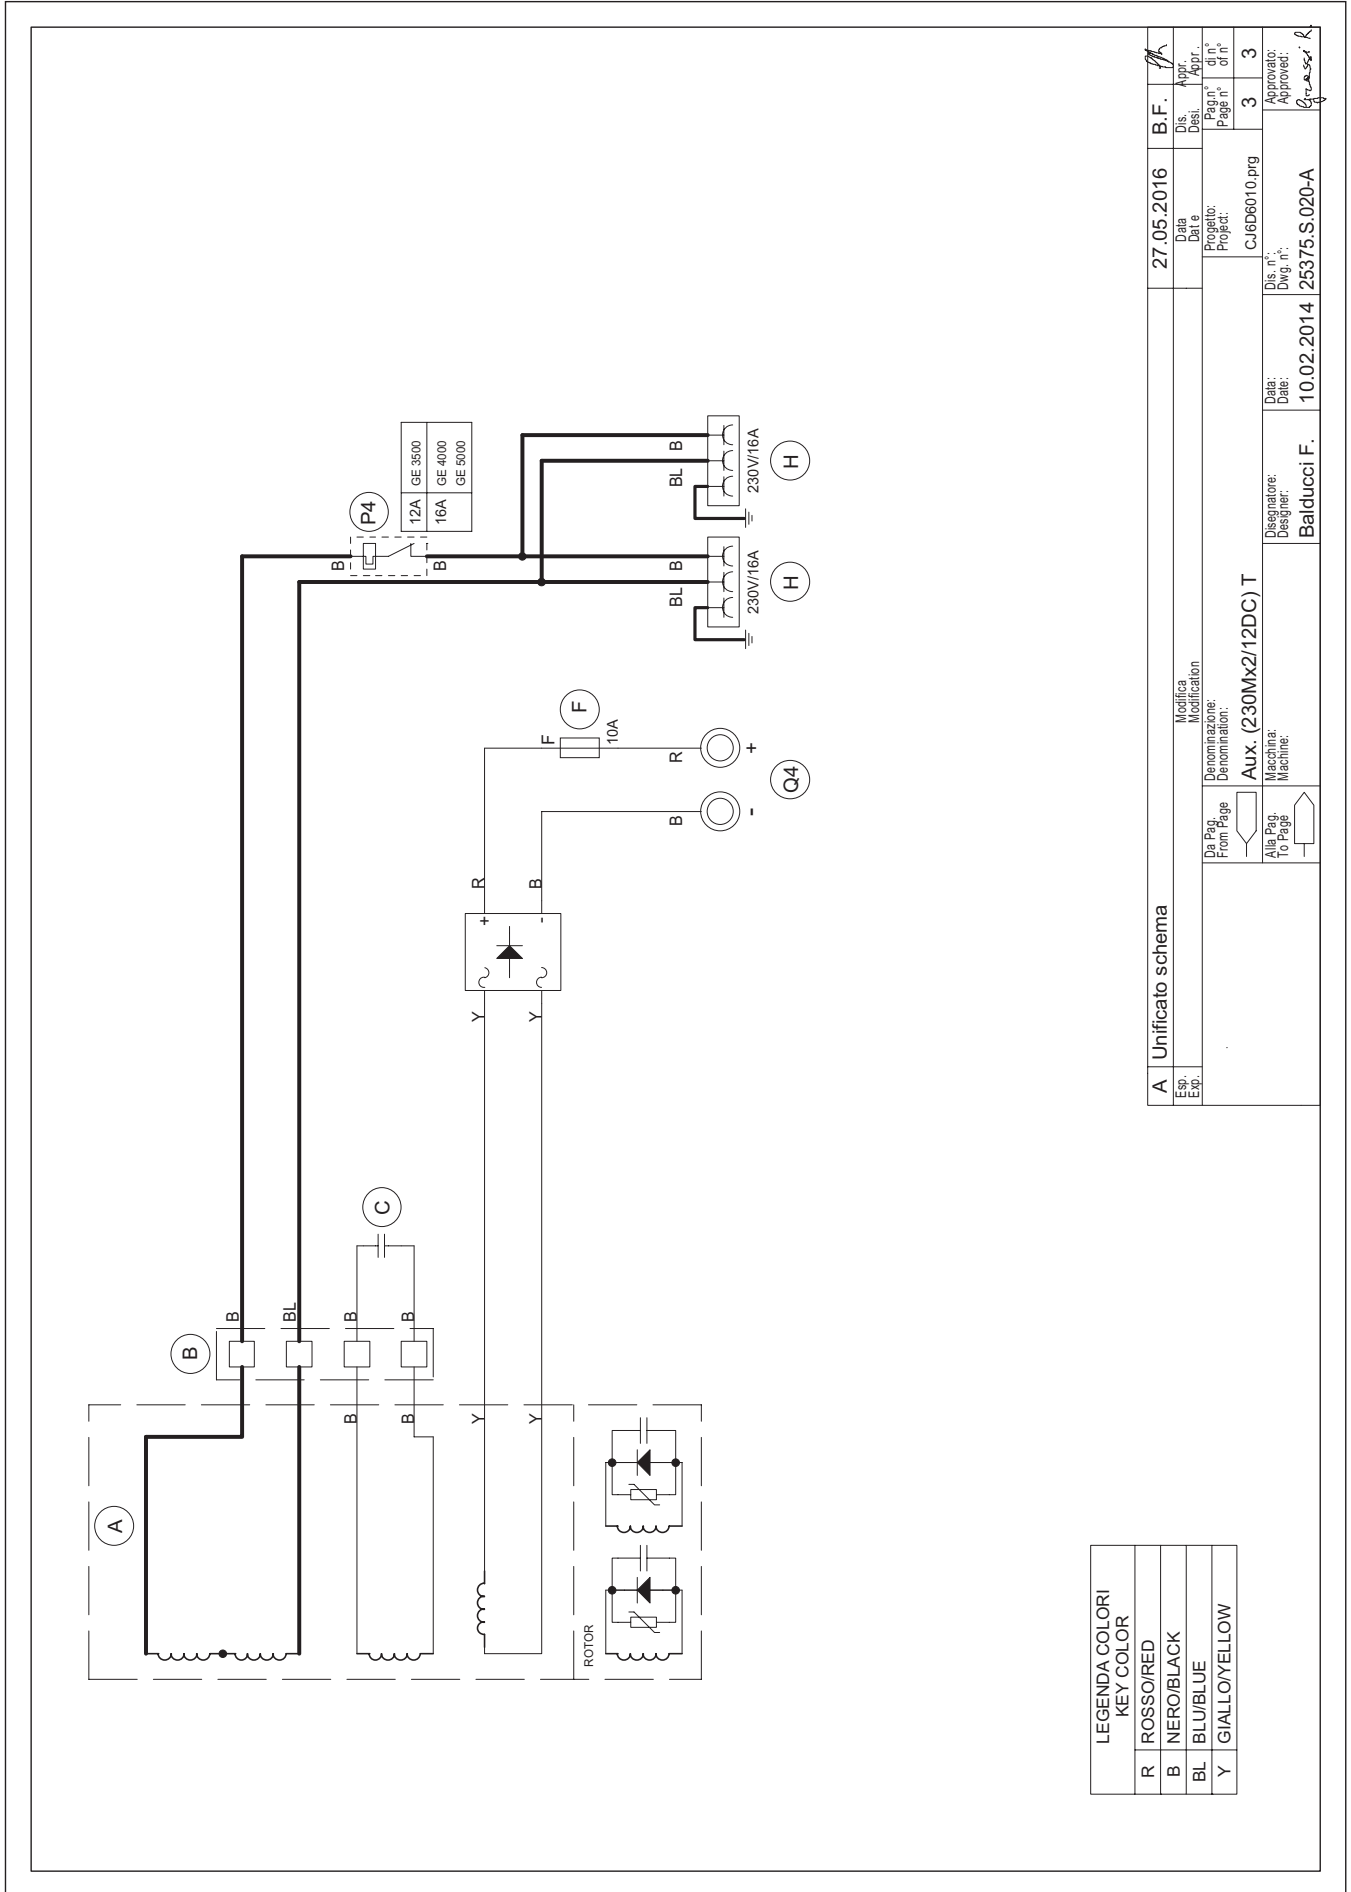 A
B
B
BL
B
B
B
B
Y
Y
C
ROTOR
Y
Y
R
B
+
-
F
F
10A
R
B
+
-
Q4
P4
B
B
12A GE 3500
16A GE 4000
GE 5000
BL
B
230V/16A
H
BL
B
230V/16A
H
LEGENDA COLORI
KEY COLOR
R ROSSO/RED
B NERO/BLACK
BL BLU/BLUE
Y GIALLO/YELLOW
A Unificato schema 27.05.2016 B.F.
Esp. Modifica Data Dis. Appr.
Exp. Modification Dat e Desi. Appr.
Da Pag. Denominazione: Progetto: Pag.n° di n°
From Page Denomination: Project: Page n° of n°
Aux. (230Mx2/12DC) T CJ6D6010.prg 3 3
Alla Pag. Macchina: Disegnatore: Data: Dis. n°: Approvato:
To Page Machine: Designer: Date: Dwg. n°: Approved:
Balducci F. 10.02.2014 25375.S.020-A Grossi R.